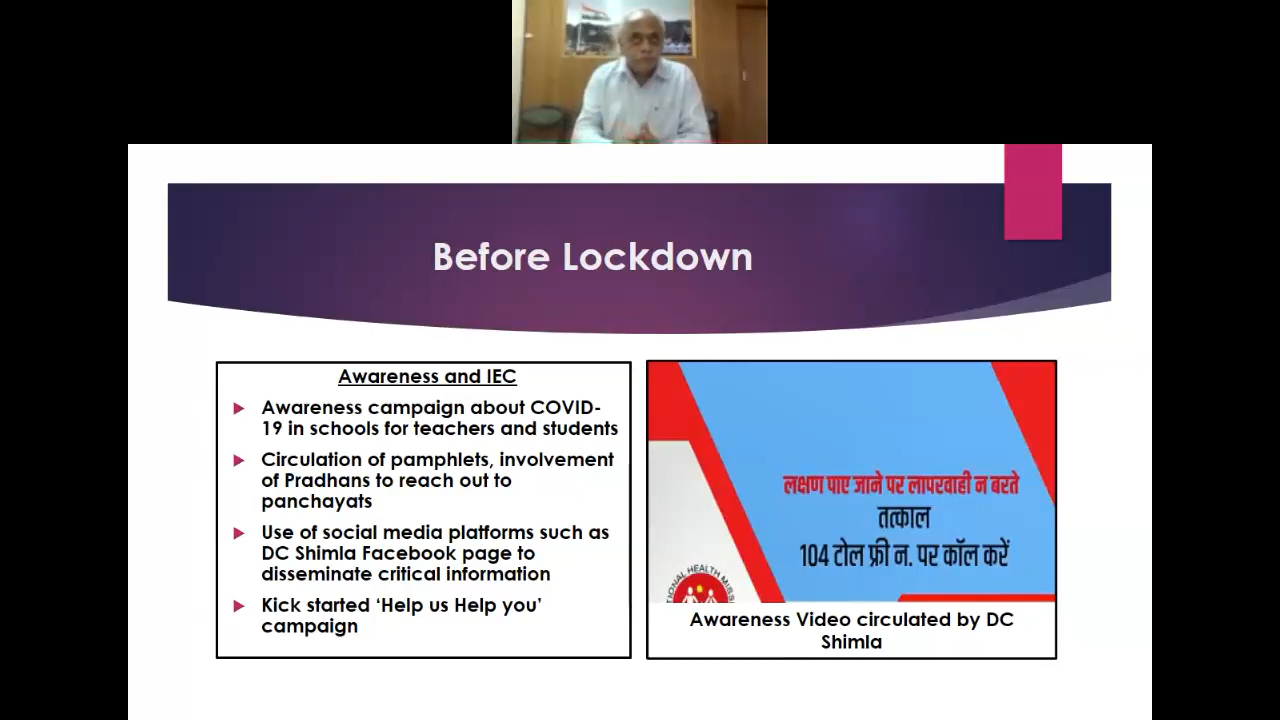 Before Lockdown
Awareness and IEC
Awareness campaign about COVID-
19 in schools for teachers and students
Circulation of pamphlets, involvement
of Pradhans to reach out to
panchayats
Use of social media platforms such as
DC Shimla Facebook page to
disseminate critical information
Kick started ‘Help us Help you’
campaign
लक्षण पाए जाने पर लापरवाही न बरते
तत्काल
104 टोल फ्री न. पर कॉल करें
HEALTH
Awareness Video circulated by DC
Shimla